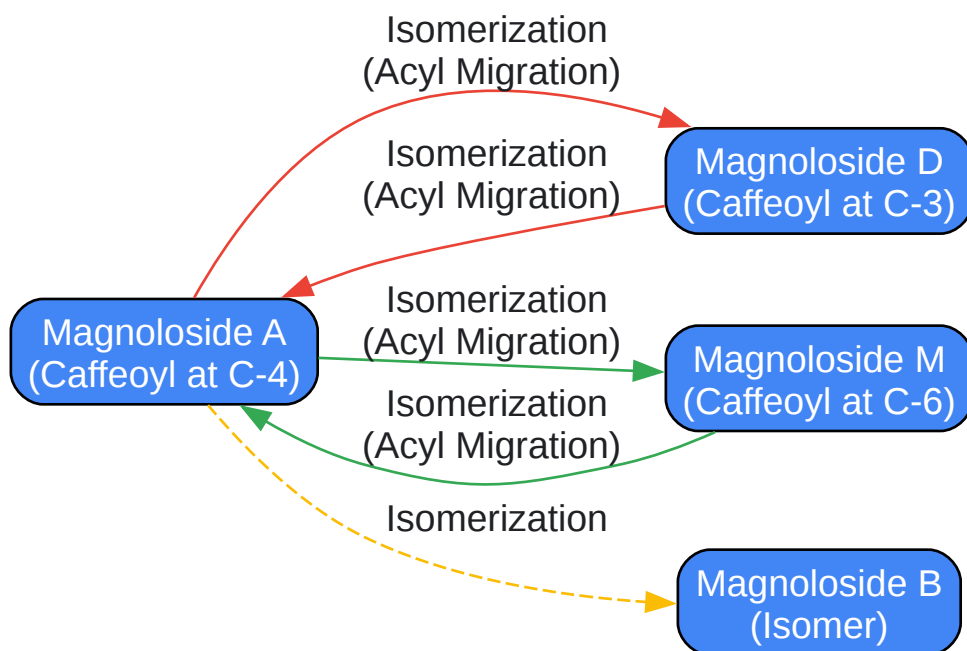 Isomerization
(Acyl Migration)
Isomerization
(Acyl Migration)
Magnoloside D
(Caffeoyl at C-3)
Magnoloside A
(Caffeoyl at C-4)
Isomerization
(Acyl Migration)
Magnoloside M
(Caffeoyl at C-6)
Isomerization
(Acyl Migration)
Isomerization
Magnoloside B
(Isomer)